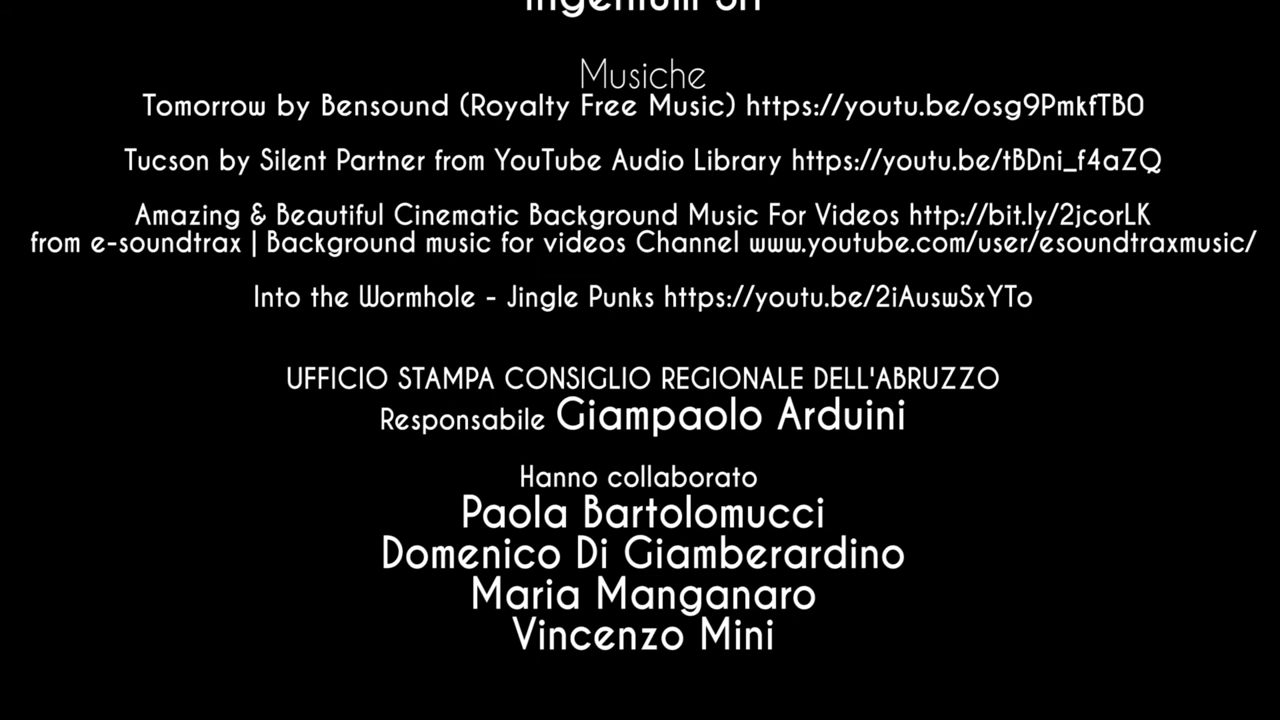 Ingenium Srl
Musiche
Tomorrow by Bensound (Royalty Free Music) https://youtu.be/osg9PmkfTB0
Tucson by Silent Partner from YouTube Audio Library https://youtu.be/tBDni_f4aZQ
Amazing & Beautiful Cinematic Background Music For Videos http://bit.ly/2jcorLK
from e-soundtrax | Background music for videos Channel www.youtube.com/user/esoundtraxmusic/
Into the Wormhole - Jingle Punks https://youtu.be/2iAuswSxYTo
UFFICIO STAMPA CONSIGLIO REGIONALE DELL'ABRUZZO
Responsabile Giampaolo Arduini
Hanno collaborato
Paola Bartolomucci
Domenico Di Giamberardino
Maria Manganaro
Vincenzo Mini